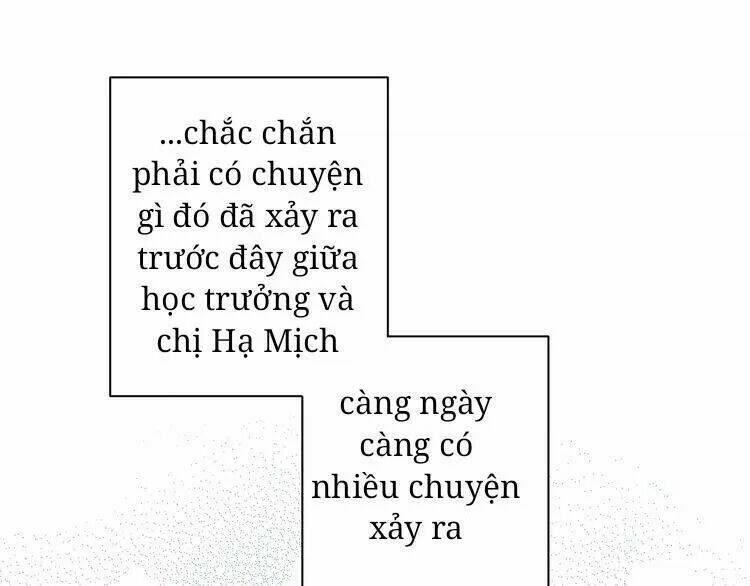 ...chắc chắn
phải có chuyện
gì đó đã xảy ra
trước đây giữa
học trưởng và
chị Hạ Mịch
càng ngày
càng có
nhiều chuyện
xảy ra